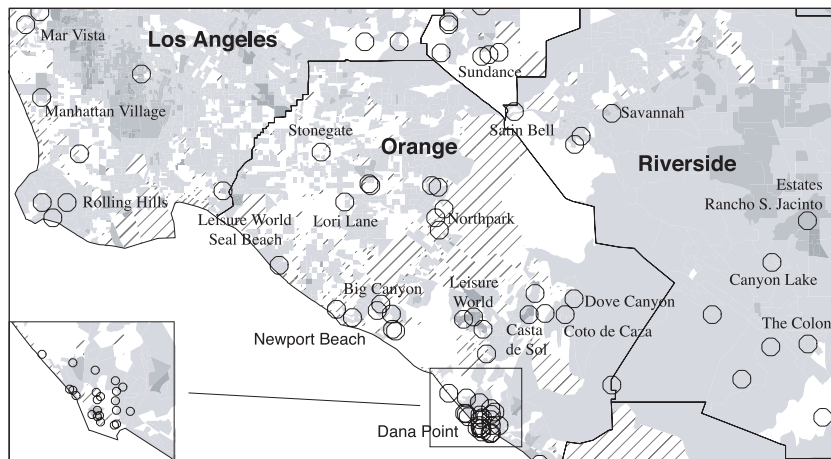 Mar Vista
Los Angeles
Sundance
Manhattan Village
Satin Bell
Savannah
Stonegate
Orange
Riverside
Estates
Rancho S. Jacinto
Rolling Hills
Leisure World
Seal Beach
Lori Lane
Northpark
Canyon Lake
Big Canyon
Leisure
World
Dove Canyon
Newport Beach
Casta
de Sol
Coto de Caza
The Colon
Dana Point